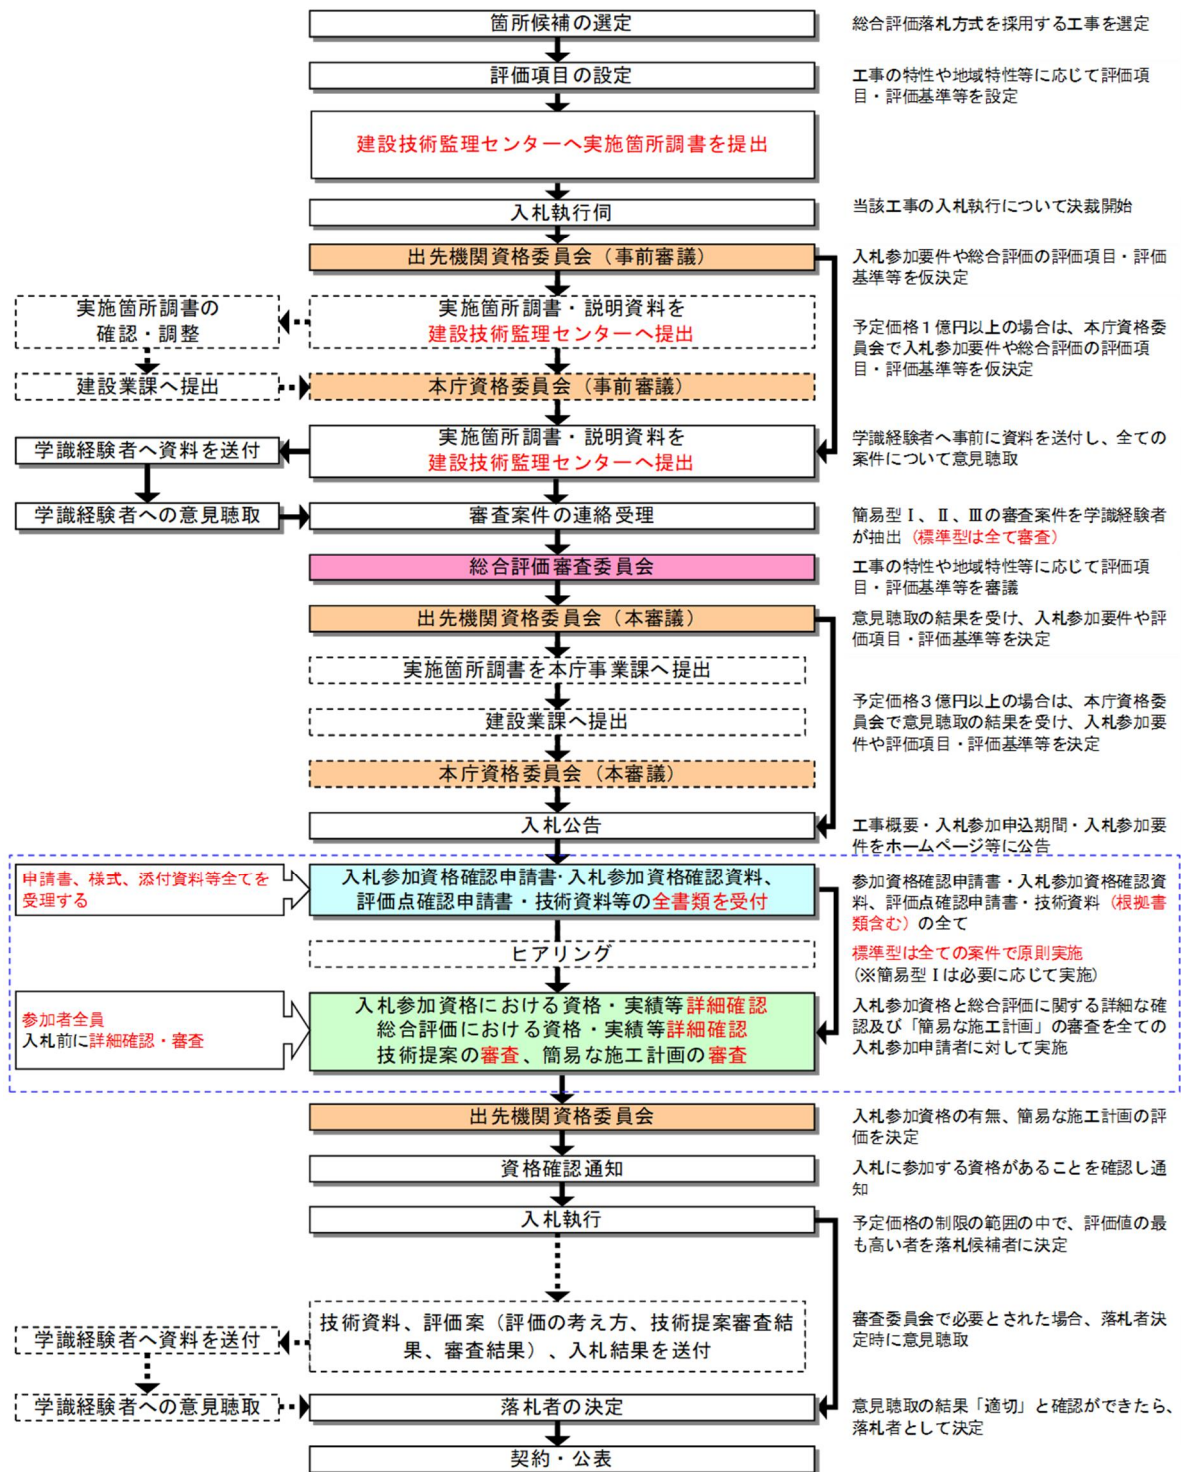 箇所候補の選定
総合評価落札方式を採用する工事を選定
評価項目の設定
工事の特性や地域特性等に応じて評価項
目・評価基準等を設定
建設技術監理センターへ実施箇所調書を提出
入札執行伺
当該工事の入札執行について決裁開始
出先機関資格委員会（事前審議）
入札参加要件や総合評価の評価項目・評価
基準等を仮決定
実施箇所調書の
確認・調整
実施箇所調書・説明資料を
建設技術監理センターへ提出
予定価格１億円以上の場合は、本庁資格委
員会で入札参加要件や総合評価の評価項
目・評価基準等を仮決定
建設業課へ提出
本庁資格委員会（事前審議）
学識経験者へ資料を送付
実施箇所調書・説明資料を
建設技術監理センターへ提出
学識経験者へ事前に資料を送付し、全ての
案件について意見聴取
学識経験者への意見聴取
審査案件の連絡受理
簡易型Ⅰ、Ⅱ、Ⅲの審査案件を学識経験者
が抽出（標準型は全て審査）
総合評価審査委員会
工事の特性や地域特性等に応じて評価項
目・評価基準等を審議
出先機関資格委員会（本審議）
意見聴取の結果を受け、入札参加要件や評
価項目・評価基準等を決定
実施箇所調書を本庁事業課へ提出
建設業課へ提出
予定価格３億円以上の場合は、本庁資格委
員会で意見聴取の結果を受け、入札参加要
件や評価項目・評価基準等を決定
本庁資格委員会（本審議）
入札公告
工事概要・入札参加申込期間・入札参加要
件をホームページ等に公告
申請書、様式、添付資料等全てを
受理する
入札参加資格確認申請書・入札参加資格確認資料、
評価点確認申請書・技術資料等の全書類を受付
参加資格確認申請書・入札参加資格確認資
料、評価点確認申請書・技術資料（根拠書
類含む）の全て
ヒアリング
標準型は全ての案件で原則実施
(※簡易型Ⅰは必要に応じて実施)
参加者全員
入札前に詳細確認・審査
入札参加資格における資格・実績等詳細確認
総合評価における資格・実績等詳細確認
技術提案の審査、簡易な施工計画の審査
入札参加資格と総合評価に関する詳細な確
認及び「簡易な施工計画」の審査を全ての
入札参加申請者に対して実施
出先機関資格委員会
入札参加資格の有無、簡易な施工計画の評
価を決定
資格確認通知
入札に参加する資格があることを確認し通
知
入札執行
予定価格の制限の範囲の中で、評価値の最
も高い者を落札候補者に決定
学識経験者へ資料を送付
技術資料、評価案（評価の考え方、技術提案審査結
果、審査結果）、入札結果を送付
審査委員会で必要とされた場合、落札者決
定時に意見聴取
学識経験者への意見聴取
落札者の決定
意見聴取の結果「適切」と確認ができたら、
落札者として決定
契約・公表